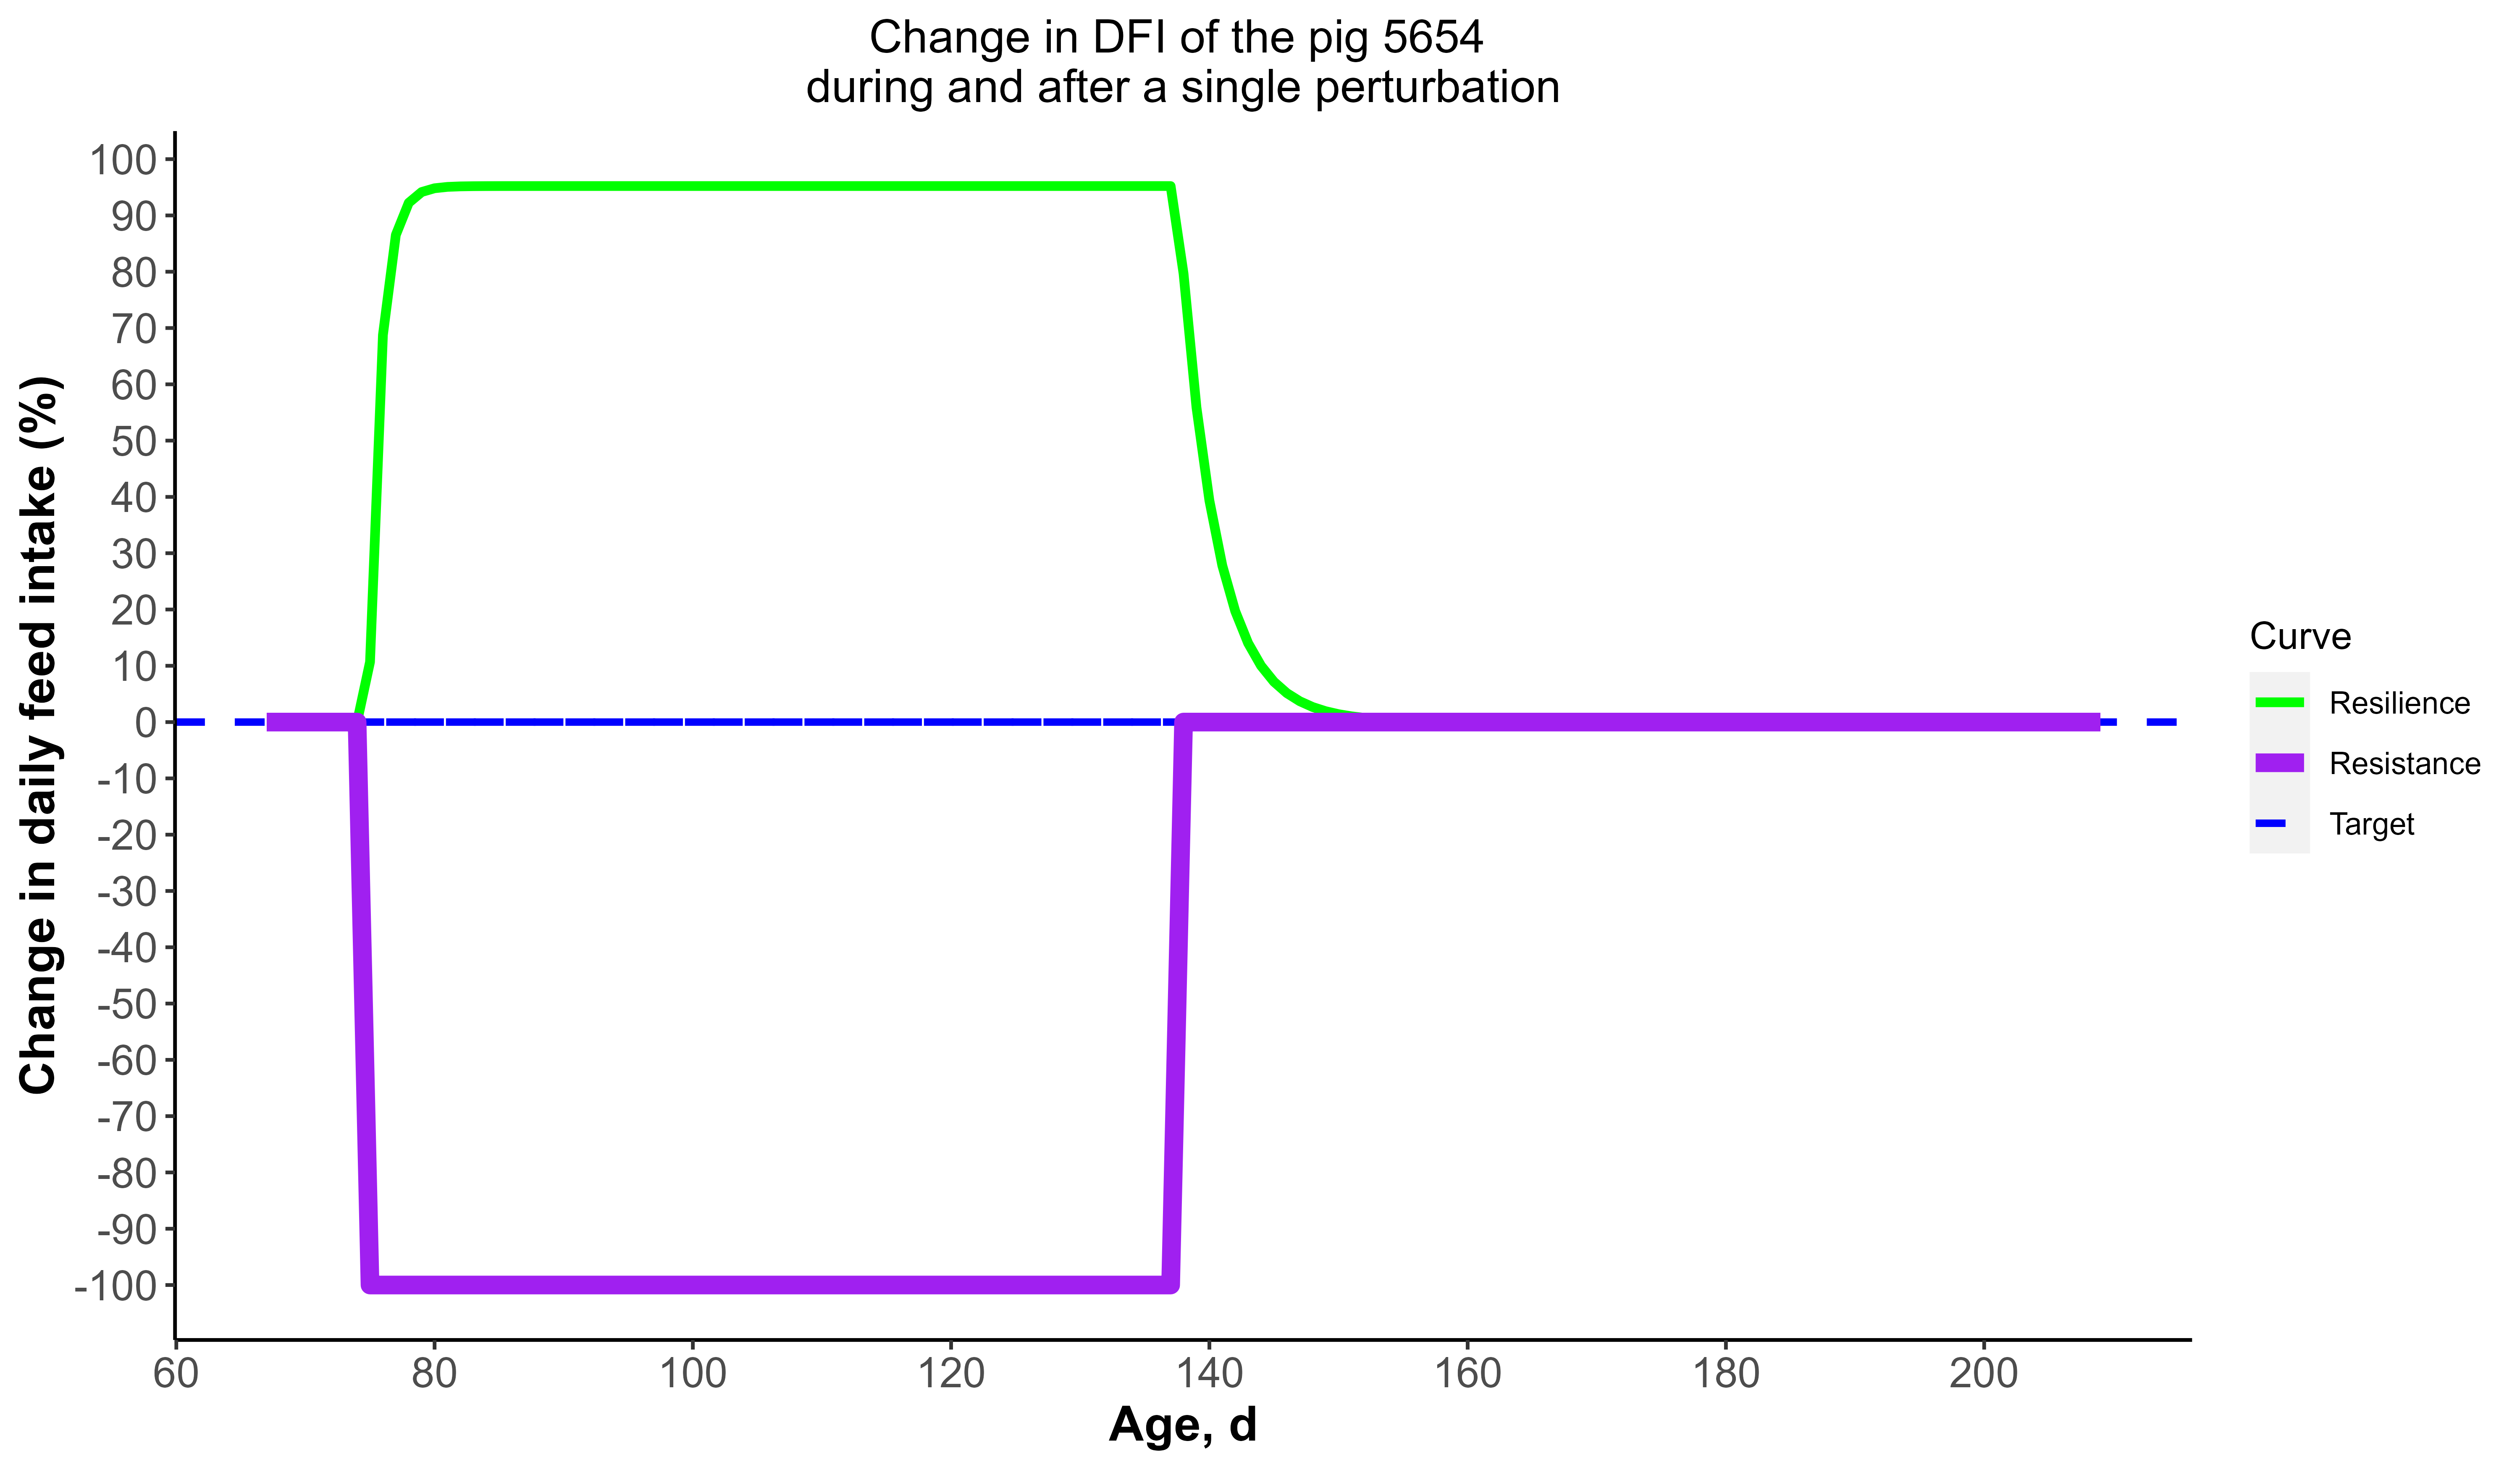 Change in DFI of the pig 5654
during and after a single perturbation
Change in daily feed intake (%)
100
90
80
70
60
50
40
30
20
10
0
-10
-20
-30
-40
-50
-60
-70
-80
-90
-100
60 80 100 120 140 160 180 200
Age, d
Curve
Resilience
Resistance
Target